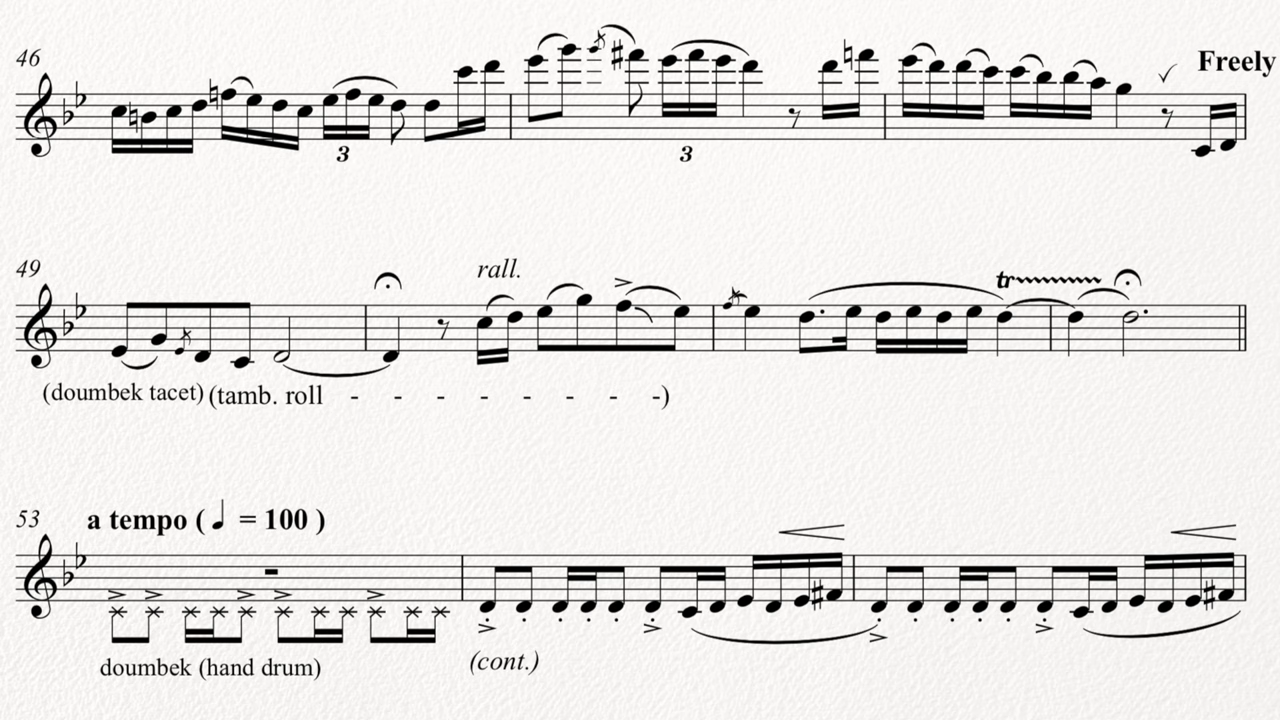 46
Freely
3
3
49
rall.
tr
(doumbek tacet) (tamb. roll - - - - - - - -)
53
a tempo (♩ = 100 )
doumbek (hand drum)
(cont.)